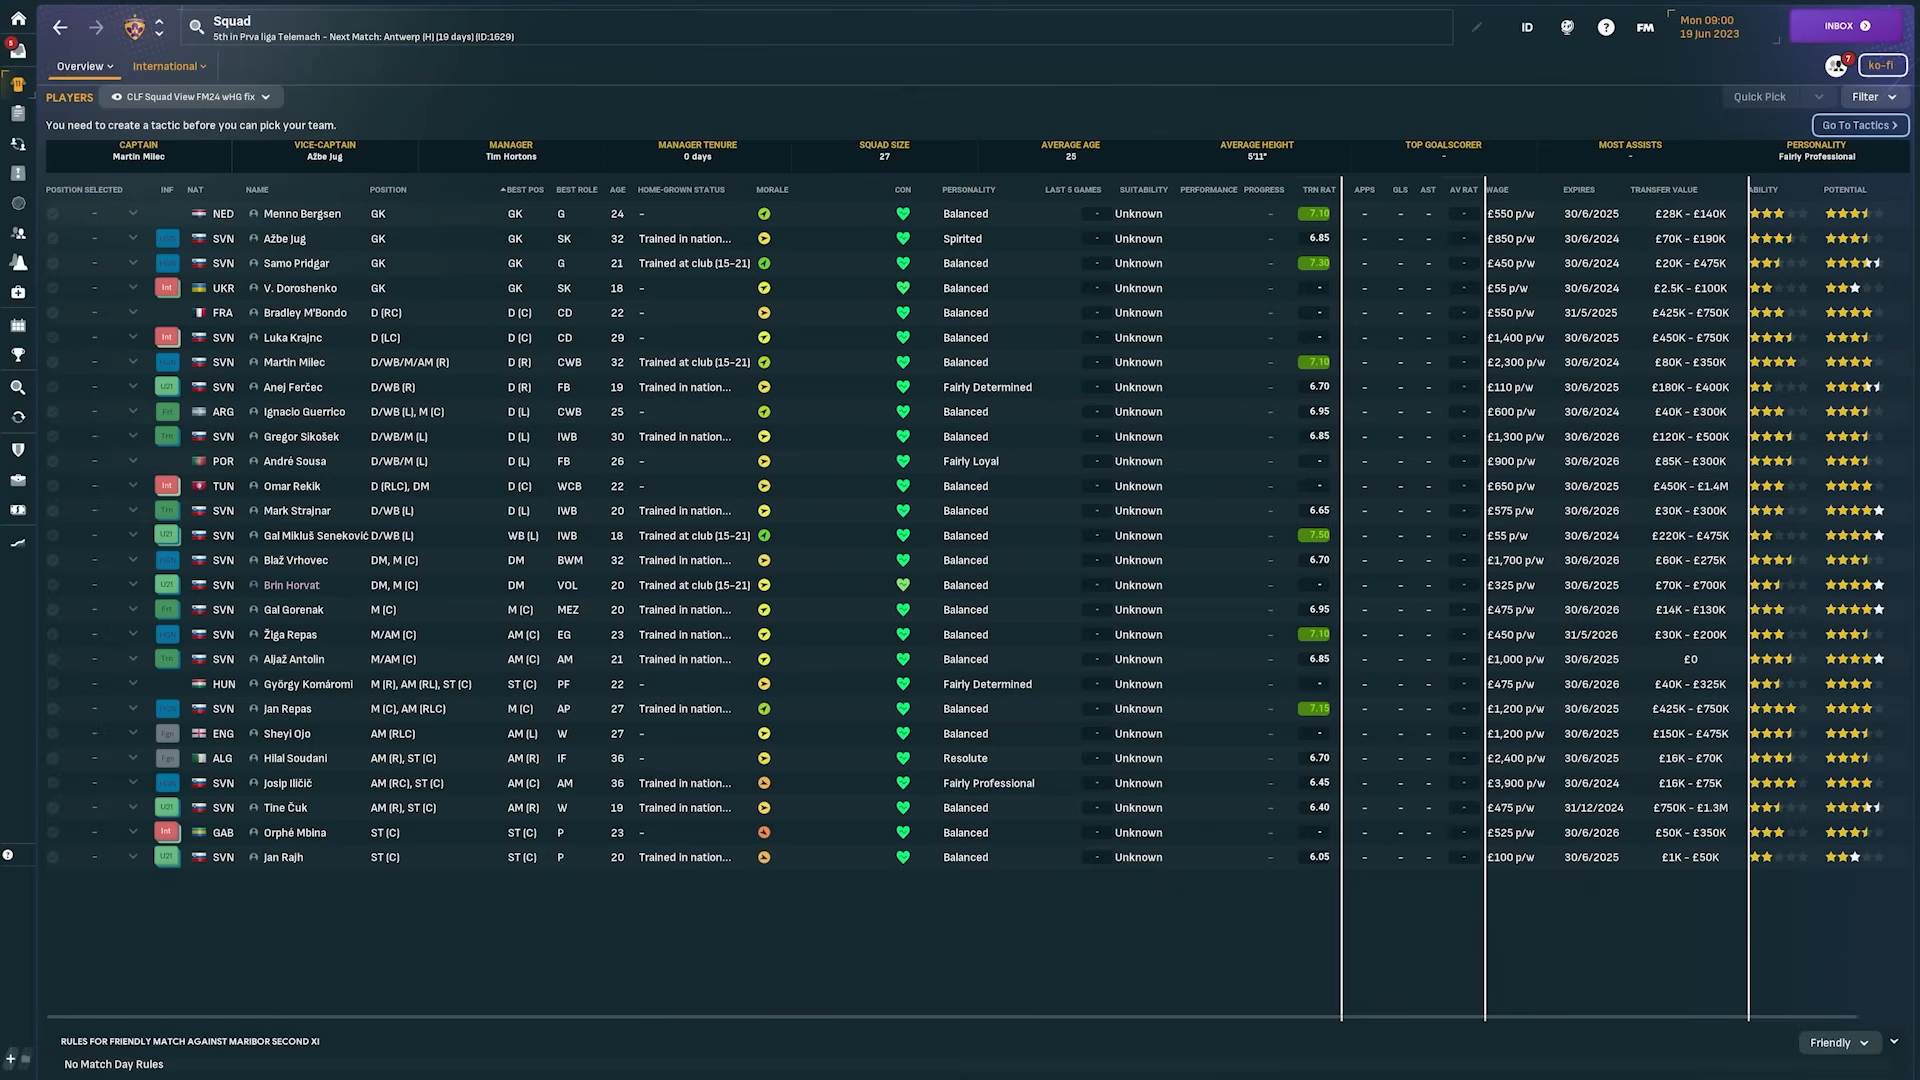 Squad
5th in Prva liga Telemach - Next Match: Antwerp (H) (19 days) (ID:1629)
ID FM Mon 09:00
19 Jun 2023
INBOX
5
Overview International
7 ko-fi
PLAYERS CLF Squad View FM24 wHG fix Quick Pick Filter
You need to create a tactic before you can pick your team. Go To Tactics >
CAPTAIN VICE-CAPTAIN MANAGER MANAGER TENURE SQUAD SIZE AVERAGE AGE AVERAGE HEIGHT TOP GOALSCORER MOST ASSISTS PERSONALITY
Martin Milec Ažbe Jug Tim Hortons 0 days 27 25 5'11" - - Fairly Professional
POSITION SELECTED INF NAT NAME POSITION BEST POS BEST ROLE AGE HOME-GROWN STATUS MORALE CON PERSONALITY LAST 5 GAMES SUITABILITY PERFORMANCE PROGRESS TRN RAT APPS GLS AST AV RAT WAGE EXPIRES TRANSFER VALUE ABILITY POTENTIAL
- NED Menno Bergsen GK GK G 24 - Balanced - Unknown - 7.10 - - - - £550 p/w 30/6/2025 £28K - £140K
- HGN SVN Ažbe Jug GK GK SK 32 Trained in nation... Spirited - Unknown - 6.85 - - - - £850 p/w 30/6/2024 £70K - £190K
- HGN SVN Samo Pridgar GK GK G 21 Trained at club (15-21) Balanced - Unknown - 7.30 - - - - £450 p/w 30/6/2024 £20K - £475K
- Int UKR V. Doroshenko GK GK SK 18 - Balanced - Unknown - - - - - - £55 p/w 30/6/2024 £2.5K - £100K
- FRA Bradley M'Bondo D (RC) D (C) CD 22 - Balanced - Unknown - - - - - - £550 p/w 31/5/2025 £425K - £750K
- Int SVN Luka Krajnc D (LC) D (C) CD 29 - Balanced - Unknown - - - - - - £1,400 p/w 30/6/2025 £450K - £750K
- HGN SVN Martin Milec D/WB/M/AM (R) D (R) CWB 32 Trained at club (15-21) Balanced - Unknown - 7.10 - - - - £2,300 p/w 30/6/2024 £80K - £350K
- U21 SVN Anej Ferčec D/WB (R) D (R) FB 19 Trained in nation... Fairly Determined - Unknown - 6.70 - - - - £110 p/w 30/6/2025 £180K - £400K
- Frt ARG Ignacio Guerrico D/WB (L), M (C) D (L) CWB 25 - Balanced - Unknown - 6.95 - - - - £600 p/w 30/6/2024 £40K - £300K
- Trn SVN Gregor Sikošek D/WB/M (L) D (L) IWB 30 Trained in nation... Balanced - Unknown - 6.85 - - - - £1,300 p/w 30/6/2026 £120K - £500K
- POR André Sousa D/WB/M (L) D (L) FB 26 - Fairly Loyal - Unknown - - - - - - £900 p/w 30/6/2026 £85K - £300K
- Int TUN Omar Rekik D (RLC), DM D (C) WCB 22 - Balanced - Unknown - - - - - - £650 p/w 30/6/2025 £450K - £1.4M
- Trn SVN Mark Strajnar D/WB (L) D (L) IWB 20 Trained in nation... Balanced - Unknown - 6.65 - - - - £575 p/w 30/6/2026 £30K - £300K
- U21 SVN Gal Mikluš Seneković D/WB (L) WB (L) IWB 18 Trained at club (15-21) Balanced - Unknown - 7.50 - - - - £55 p/w 30/6/2024 £220K - £475K
- HGN SVN Blaž Vrhovec DM, M (C) DM BWM 32 Trained in nation... Balanced - Unknown - 6.70 - - - - £1,700 p/w 30/6/2025 £60K - £275K
- U21 SVN Brin Horvat DM, M (C) DM VOL 20 Trained at club (15-21) Balanced - Unknown - - - - - - £325 p/w 30/6/2025 £70K - £700K
- Frt SVN Gal Gorenak M (C) M (C) MEZ 20 Trained in nation... Balanced - Unknown - 6.95 - - - - £475 p/w 30/6/2026 £14K - £130K
- HGN SVN Žiga Repas M/AM (C) AM (C) EG 23 Trained in nation... Balanced - Unknown - 7.10 - - - - £450 p/w 31/5/2026 £30K - £200K
- Trn SVN Aljaž Antolin M/AM (C) AM (C) AM 21 Trained in nation... Balanced - Unknown - 6.85 - - - - £1,000 p/w 30/6/2025 £0
- HUN György Komáromi M (R), AM (RL), ST (C) ST (C) PF 22 - Fairly Determined - Unknown - - - - - - £475 p/w 30/6/2026 £40K - £325K
- HGN SVN Jan Repas M (C), AM (RLC) M (C) AP 27 Trained in nation... Balanced - Unknown - 7.15 - - - - £1,200 p/w 30/6/2025 £425K - £750K
- Fgn ENG Sheyi Ojo AM (RLC) AM (L) W 27 - Balanced - Unknown - - - - - - £1,200 p/w 30/6/2025 £150K - £475K
- Fgn ALG Hilal Soudani AM (R), ST (C) AM (R) IF 36 - Resolute - Unknown - 6.70 - - - - £2,400 p/w 30/6/2025 £16K - £70K
- HGN SVN Josip Iličič AM (RC), ST (C) AM (C) AM 36 Trained in nation... Fairly Professional - Unknown - 6.45 - - - - £3,900 p/w 30/6/2024 £16K - £75K
- U21 SVN Tine Čuk AM (R), ST (C) AM (R) W 19 Trained in nation... Balanced - Unknown - 6.40 - - - - £475 p/w 31/12/2024 £750K - £1.3M
- Int GAB Orphé Mbina ST (C) ST (C) P 23 - Balanced - Unknown - - - - - - £525 p/w 30/6/2026 £50K - £350K
- U21 SVN Jan Rajh ST (C) ST (C) P 20 Trained in nation... Balanced - Unknown - 6.05 - - - - £100 p/w 30/6/2025 £1K - £50K
RULES FOR FRIENDLY MATCH AGAINST MARIBOR SECOND XI
Friendly
No Match Day Rules